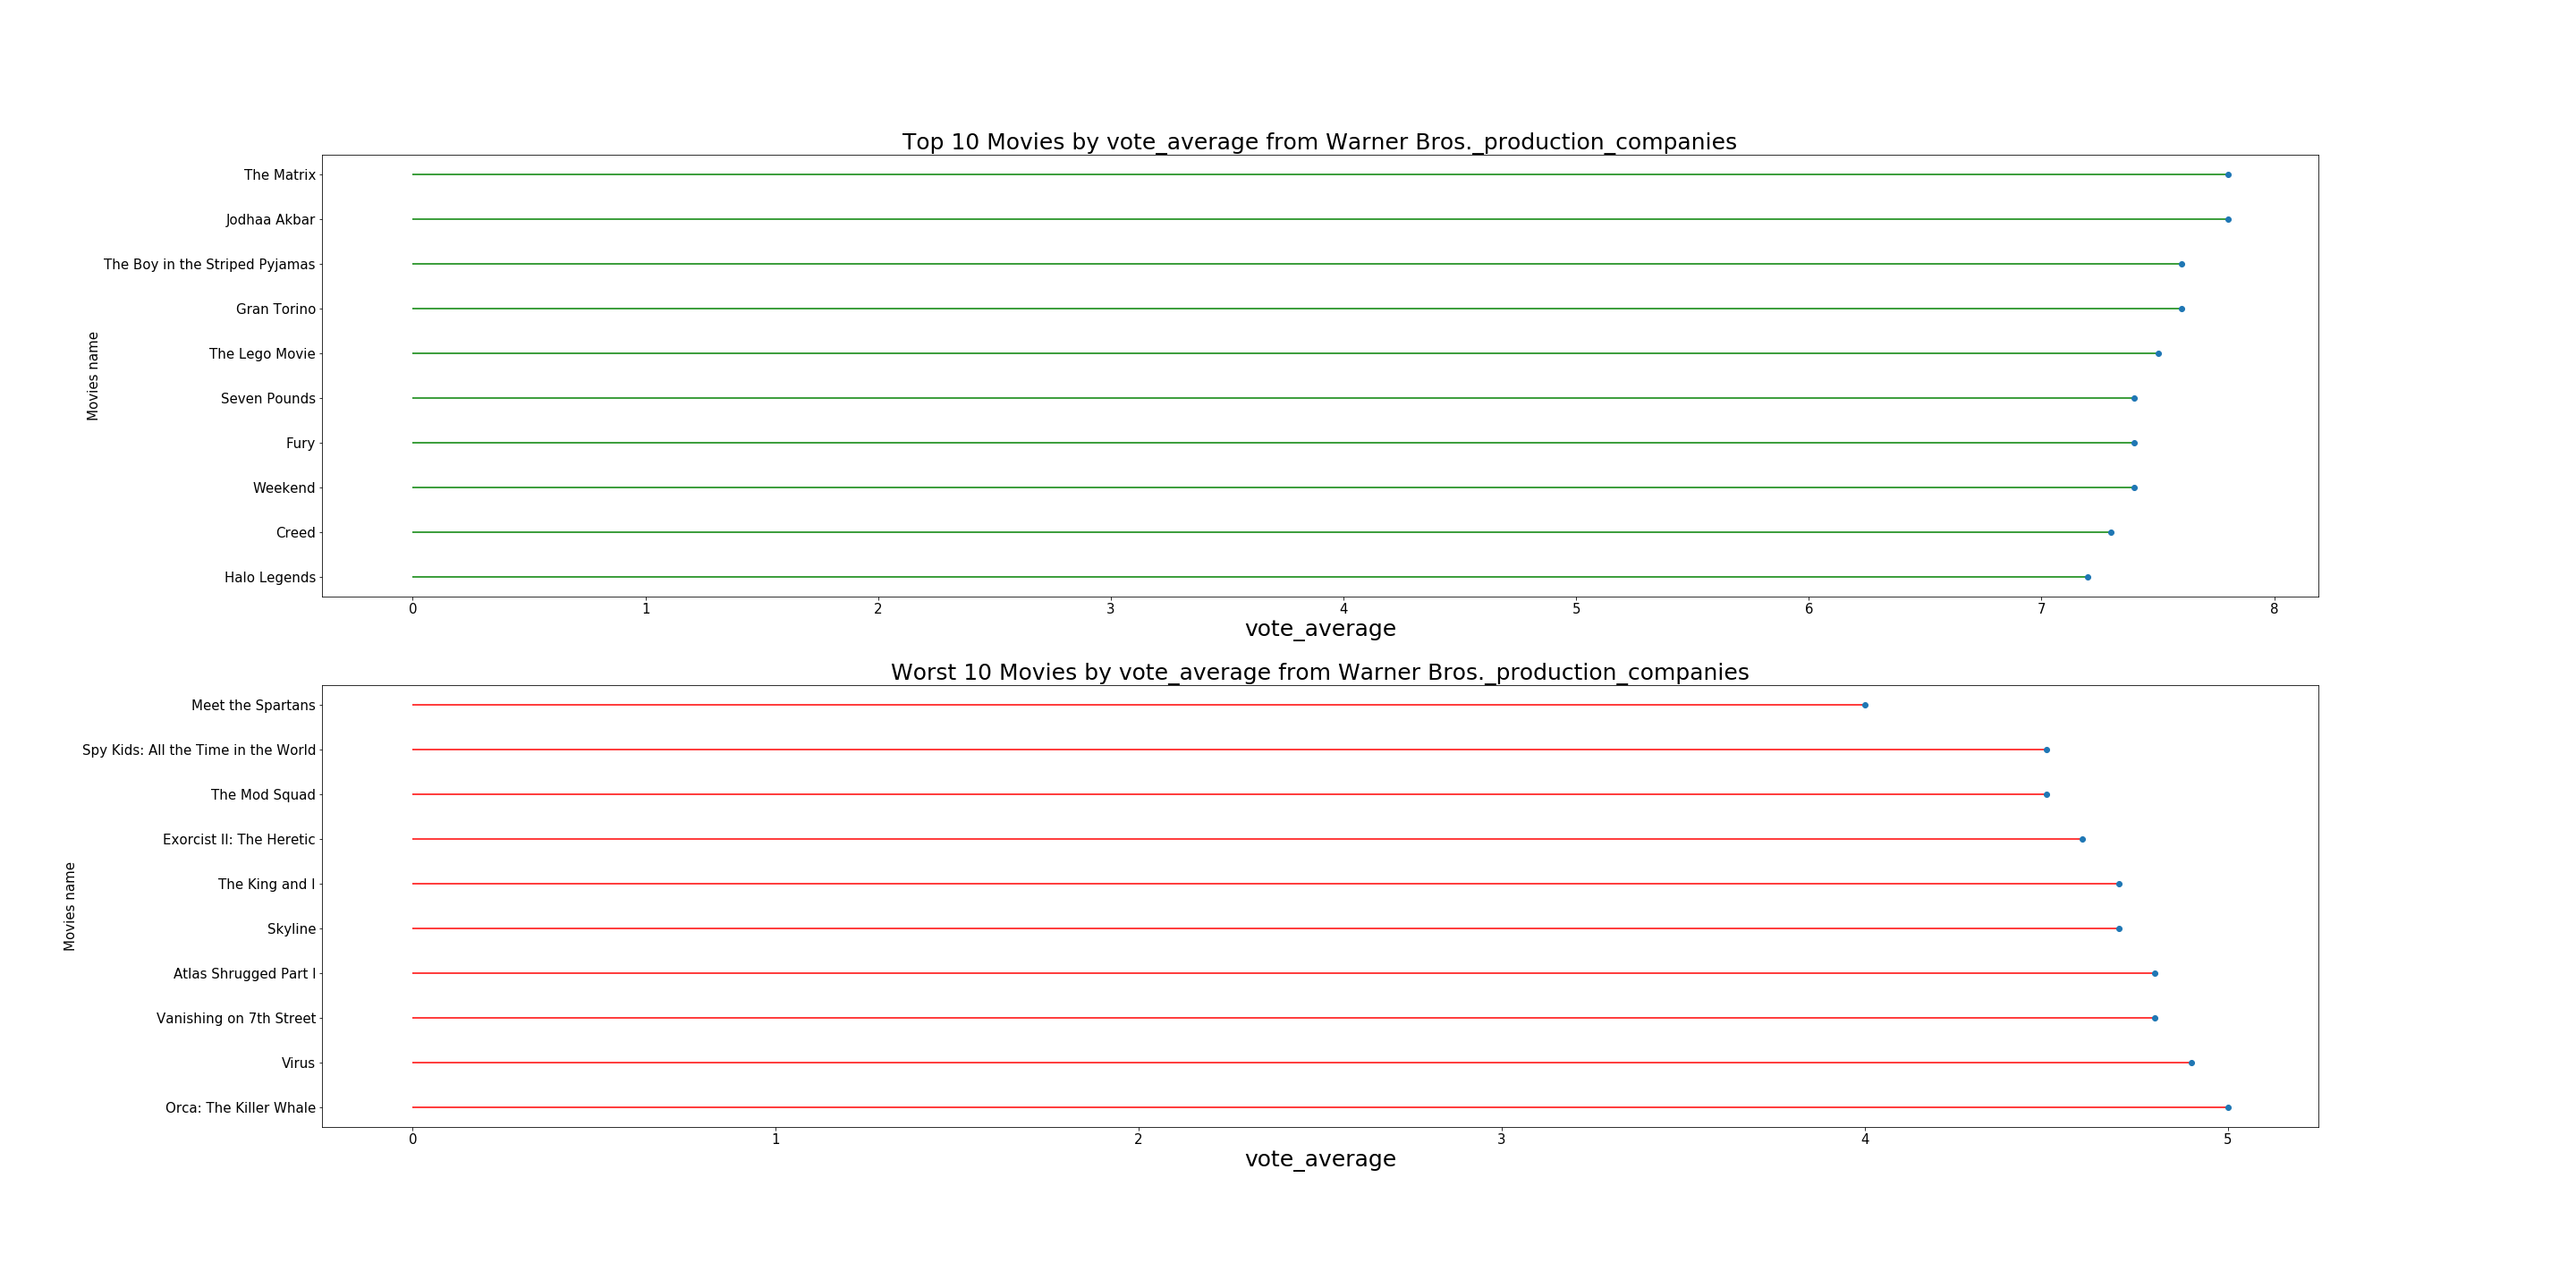 Top 10 Movies by vote_average from Warner Bros._production_companies
Movies name
The Matrix
Jodhaa Akbar
The Boy in the Striped Pyjamas
Gran Torino
The Lego Movie
Seven Pounds
Fury
Weekend
Creed
Halo Legends
0 1 2 3 4 5 6 7 8
vote_average
Worst 10 Movies by vote_average from Warner Bros._production_companies
Movies name
Meet the Spartans
Spy Kids: All the Time in the World
The Mod Squad
Exorcist II: The Heretic
The King and I
Skyline
Atlas Shrugged Part I
Vanishing on 7th Street
Virus
Orca: The Killer Whale
0 1 2 3 4 5
vote_average